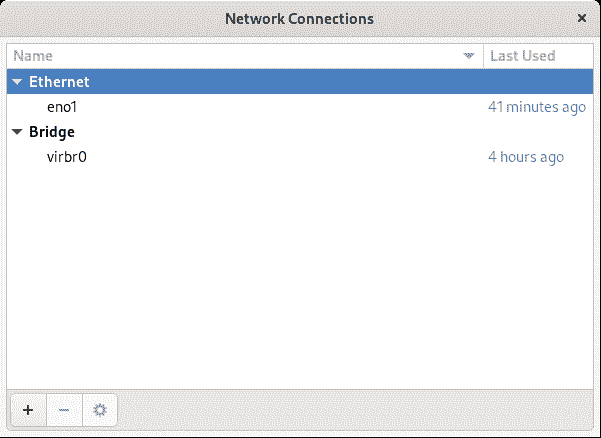 Network Connections
Name Last Used
Ethernet
eno1 41 minutes ago
Bridge
virbr0 4 hours ago